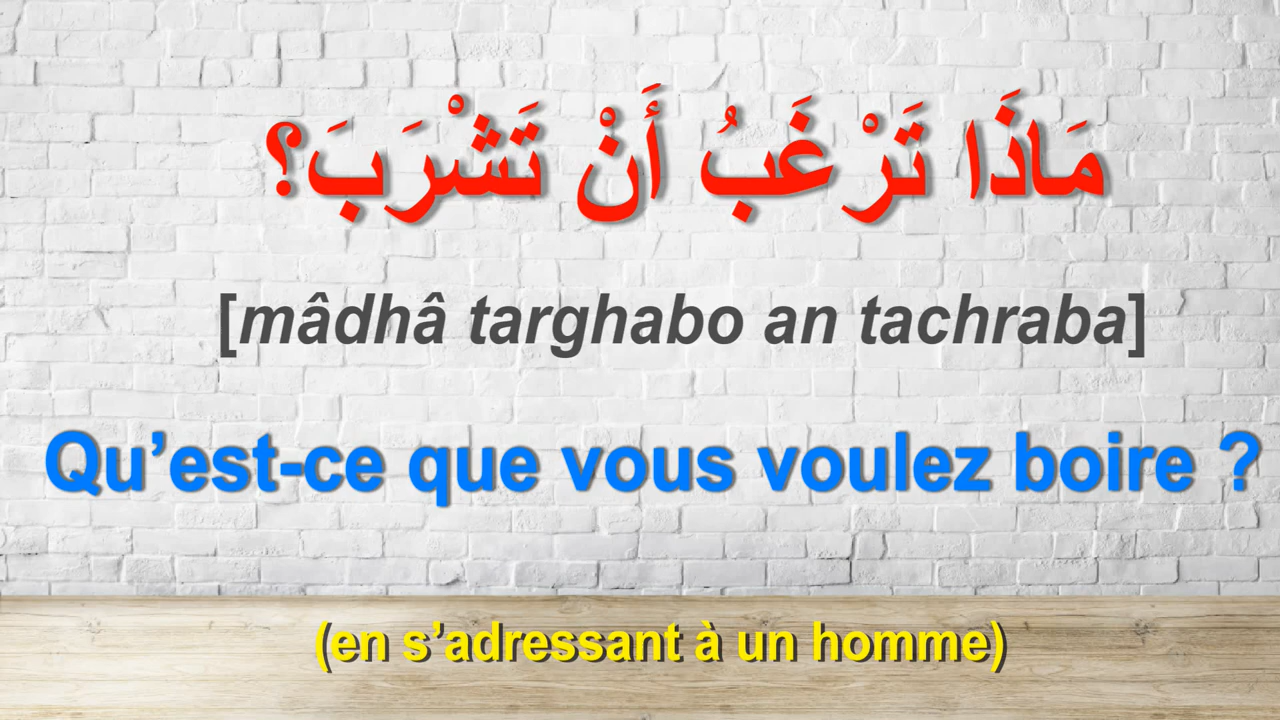 مَاذَا تَرْغَبُ أَنْ تَشْرَبَ؟
[mâdhâ targhabo an tachraba]
Qu’est-ce que vous voulez boire ?
(en s’adressant à un homme)